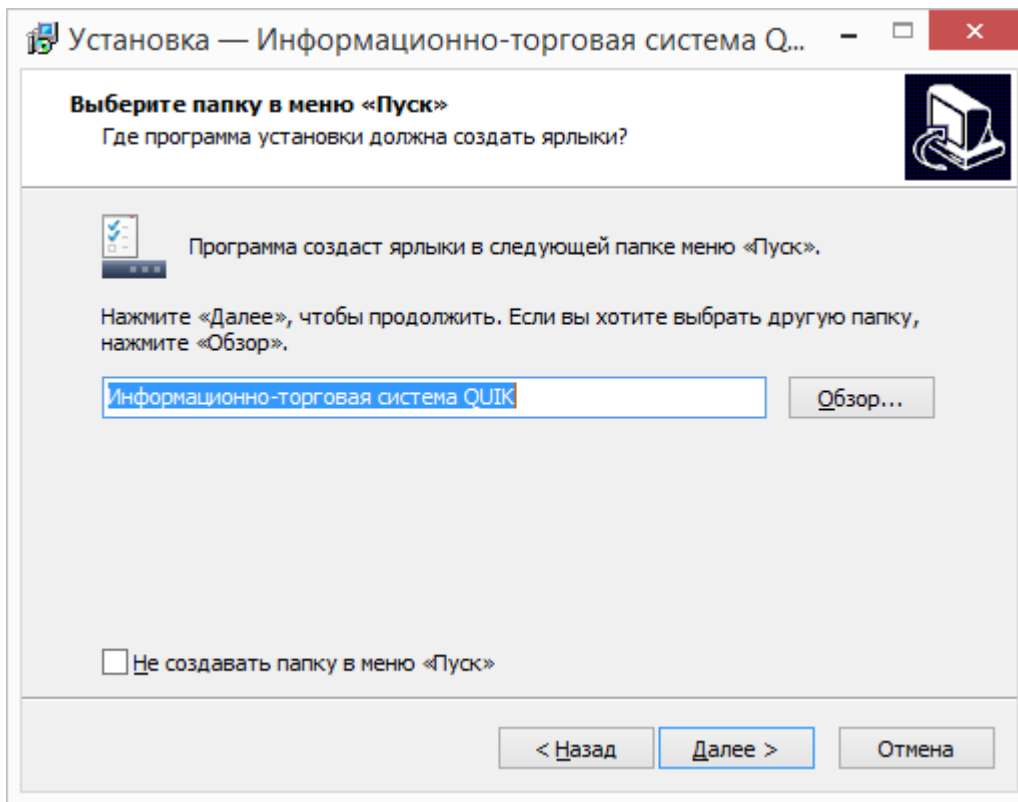 Установка — Информационно-торговая система Q...
Выберите папку в меню «Пуск»
Где программа установки должна создать ярлыки?
Программа создаст ярлыки в следующей папке меню «Пуск».
Нажмите «Далее», чтобы продолжить. Если вы хотите выбрать другую папку,
нажмите «Обзор».
Информационно-торговая система QUIK
Обзор...
Не создавать папку в меню «Пуск»
< Назад
Далее >
Отмена